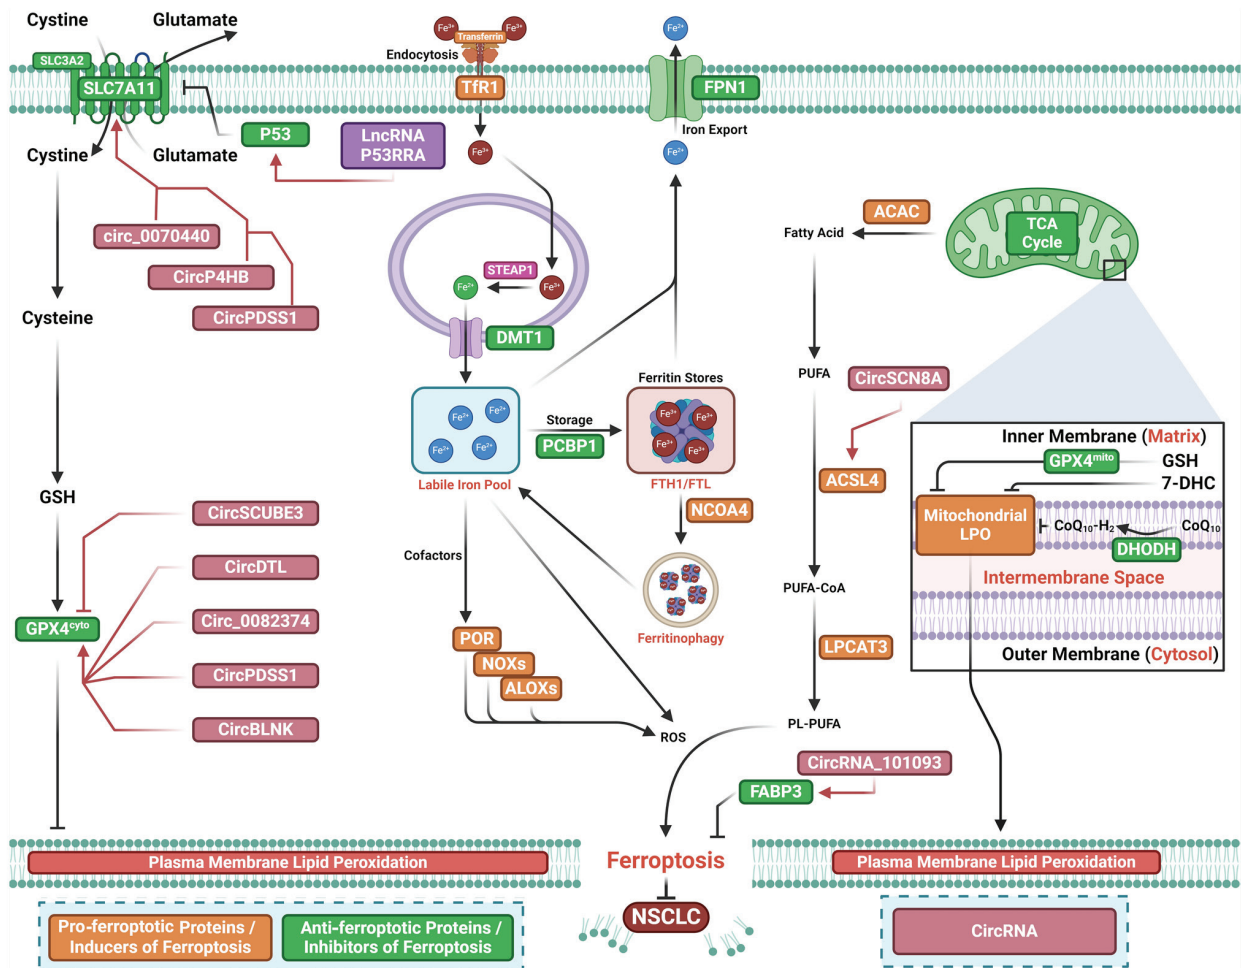 Cystine
Glutamate
SLC3A2
SLC7A11
Cystine
Glutamate
P53
LncRNA
P53RRA
circ_0070440
CircP4HB
CircPDSS1
Cysteine
GSH
CircSCUBE3
CircDTL
Circ_0082374
CircPDSS1
CircBLNK
GPX4cyto
Fe3+
Fe3+
Transferrin
Endocytosis
TfR1
Fe3+
STEAP1
Fe2+
Fe3+
DMT1
Fe2+
Fe2+
Fe2+
Fe2+
Labile Iron Pool
Storage
PCBP1
Ferritin Stores
Fe3+
Fe3+
Fe3+
Fe3+
FTH1/FTL
NCOA4
Ferritinophagy
Cofactors
POR
NOXs
ALOXs
ROS
Fe2+
FPN1
Iron Export
Fe2+
ACAC
Fatty Acid
TCA
Cycle
PUFA
CircSCN8A
ACSL4
PUFA-CoA
LPCAT3
PL-PUFA
CircRNA_101093
FABP3
Inner Membrane (Matrix)
GPX4mito
GSH
7-DHC
Mitochondrial
LPO
CoQ10-H2
CoQ10
DHODH
Intermembrane Space
Outer Membrane (Cytosol)
Plasma Membrane Lipid Peroxidation
Ferroptosis
Plasma Membrane Lipid Peroxidation
NSCLC
Pro-ferroptotic Proteins /
Inducers of Ferroptosis
Anti-ferroptotic Proteins /
Inhibitors of Ferroptosis
CircRNA